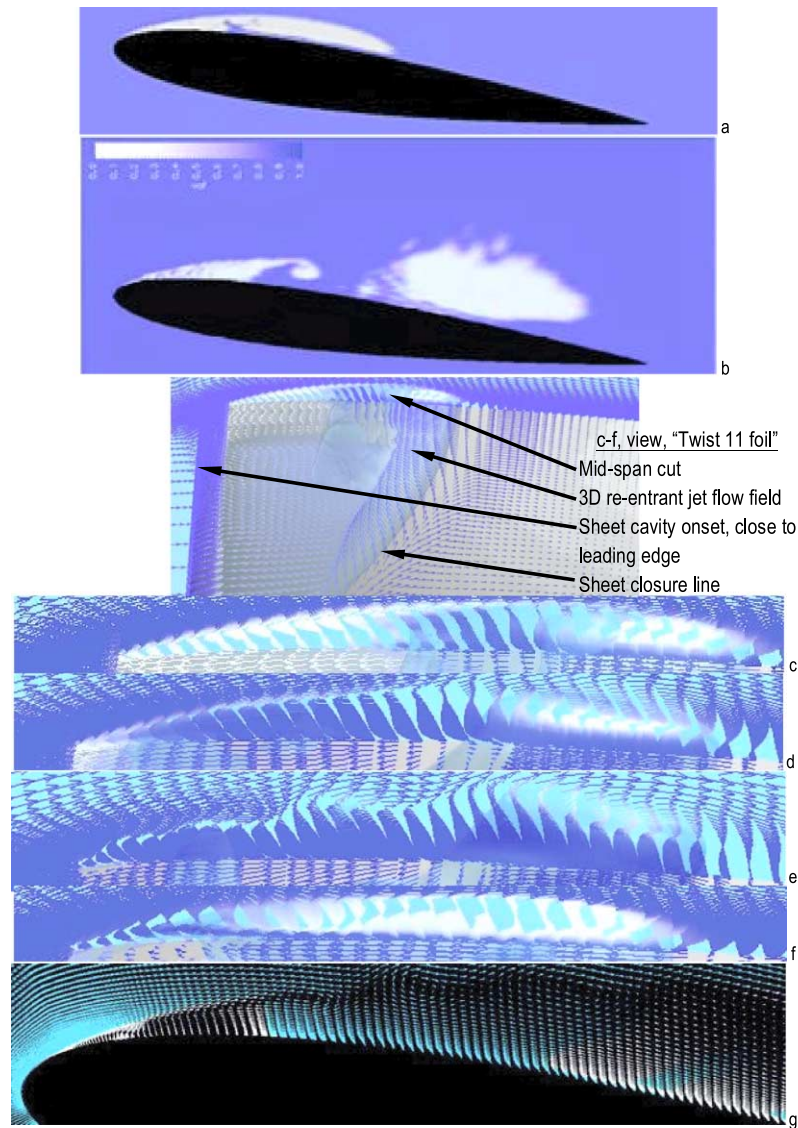 a
b
c-f, view, “Twist 11 foil”
Mid-span cut
3D re-entrant jet flow field
Sheet cavity onset, close to
leading edge
Sheet closure line
c
d
e
f
g